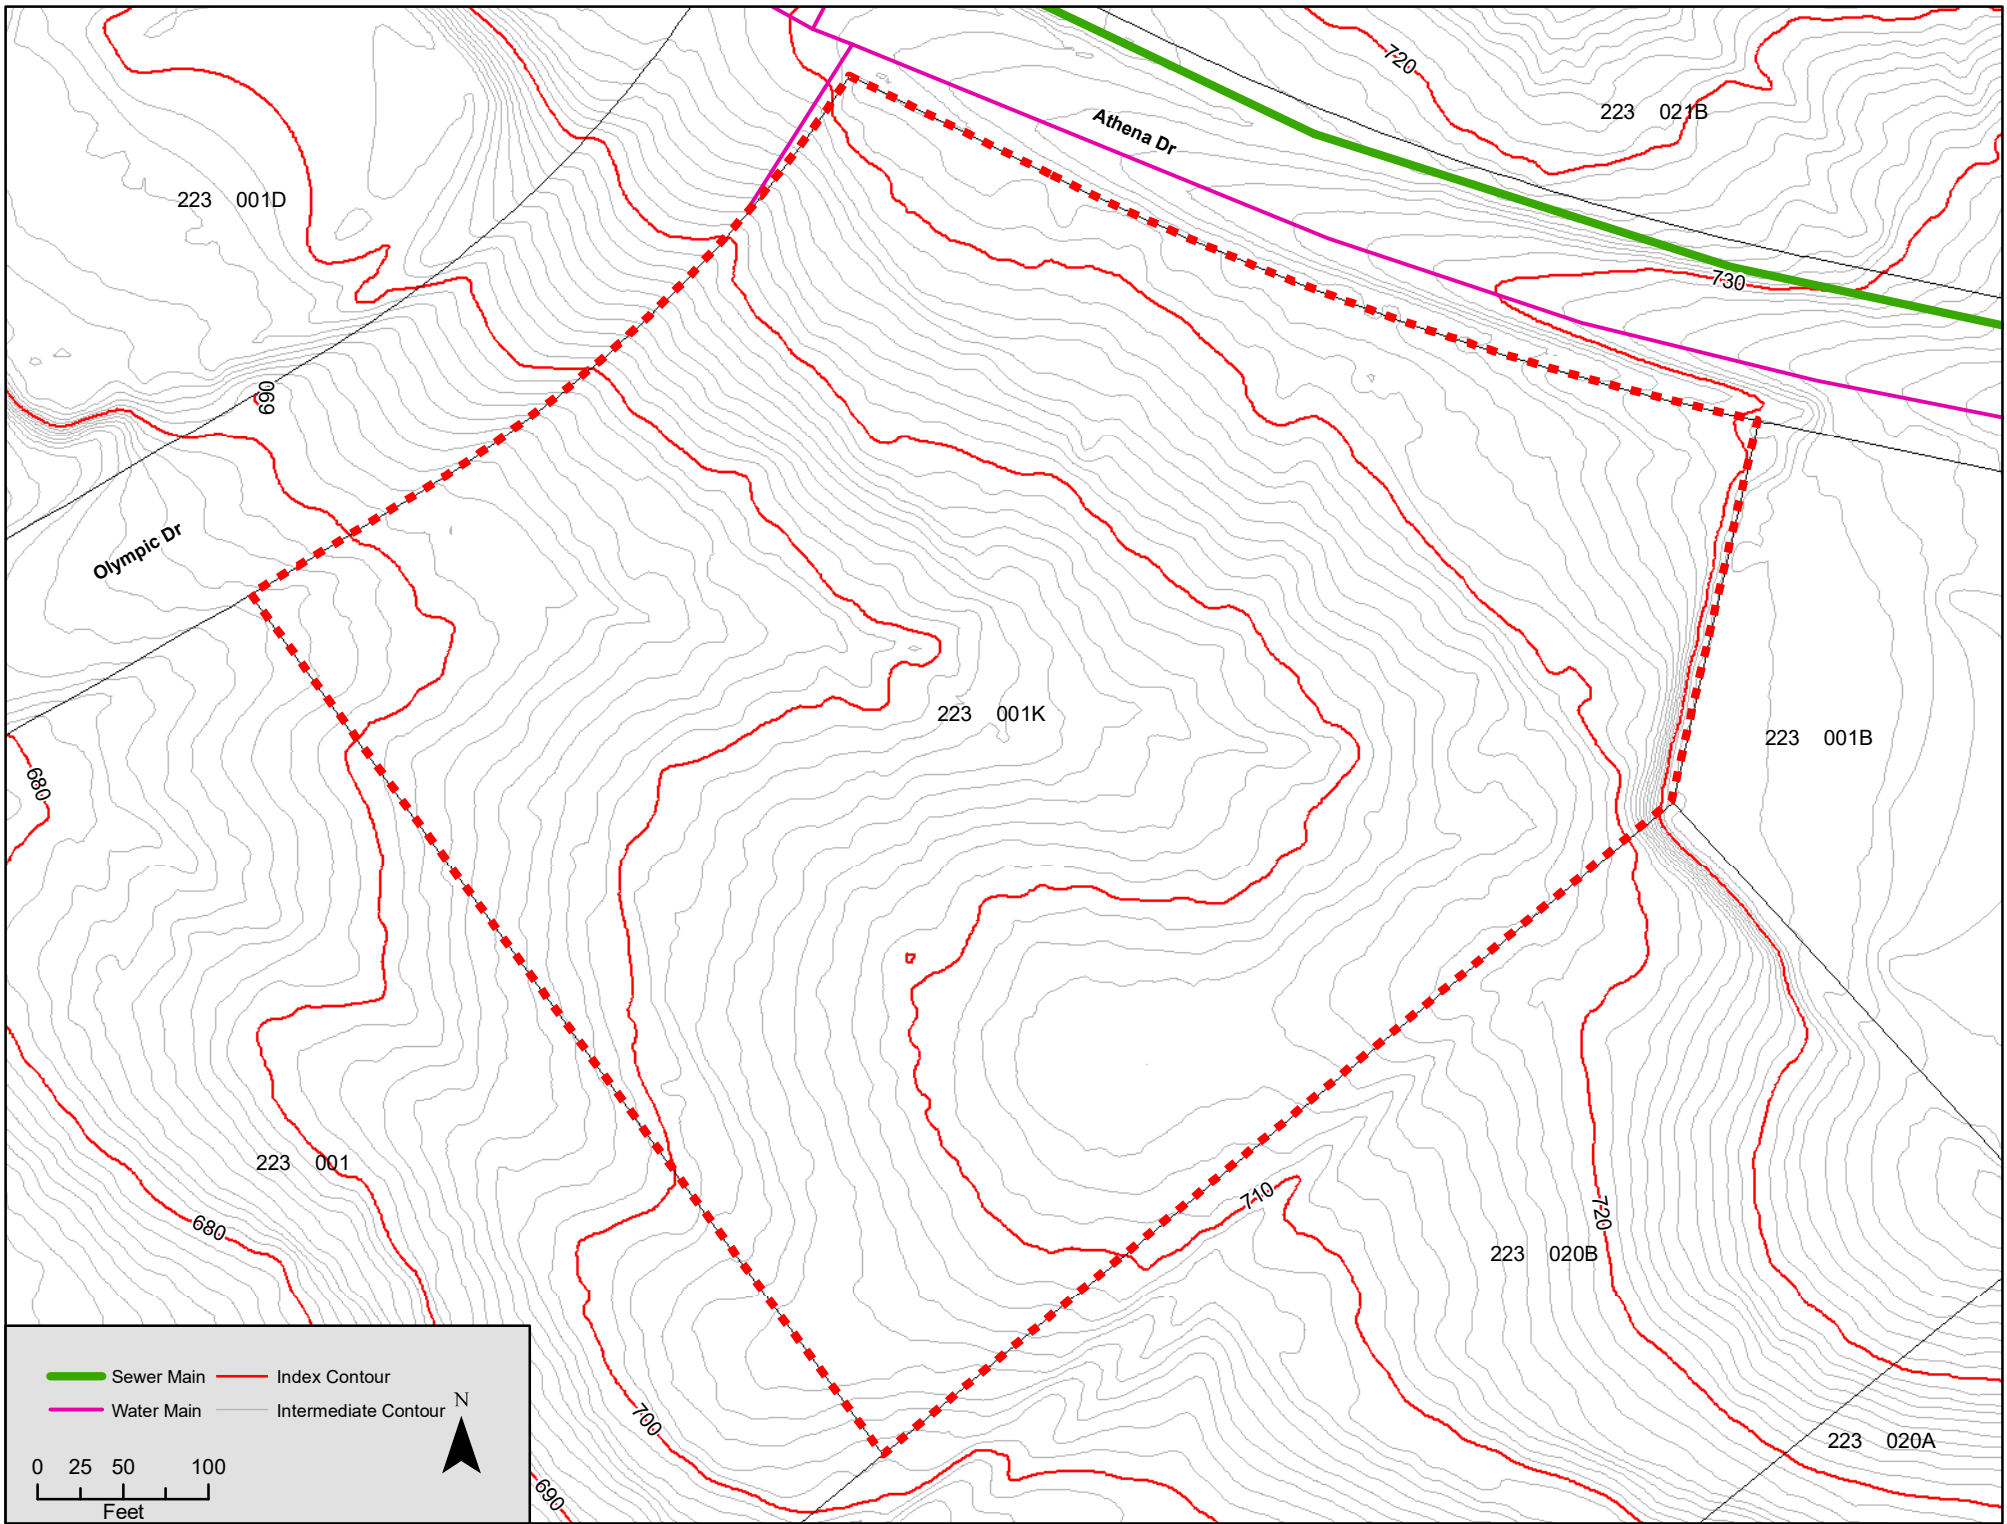 720
223 021B
Athena Dr
223 001D
730
690
Olympic Dr
223 001K
223 001B
680
223 001
710
680
720
223 020B
700
690
223 020A
Sewer Main
Index Contour
Water Main
Intermediate Contour
N
0 25 50 100
Feet